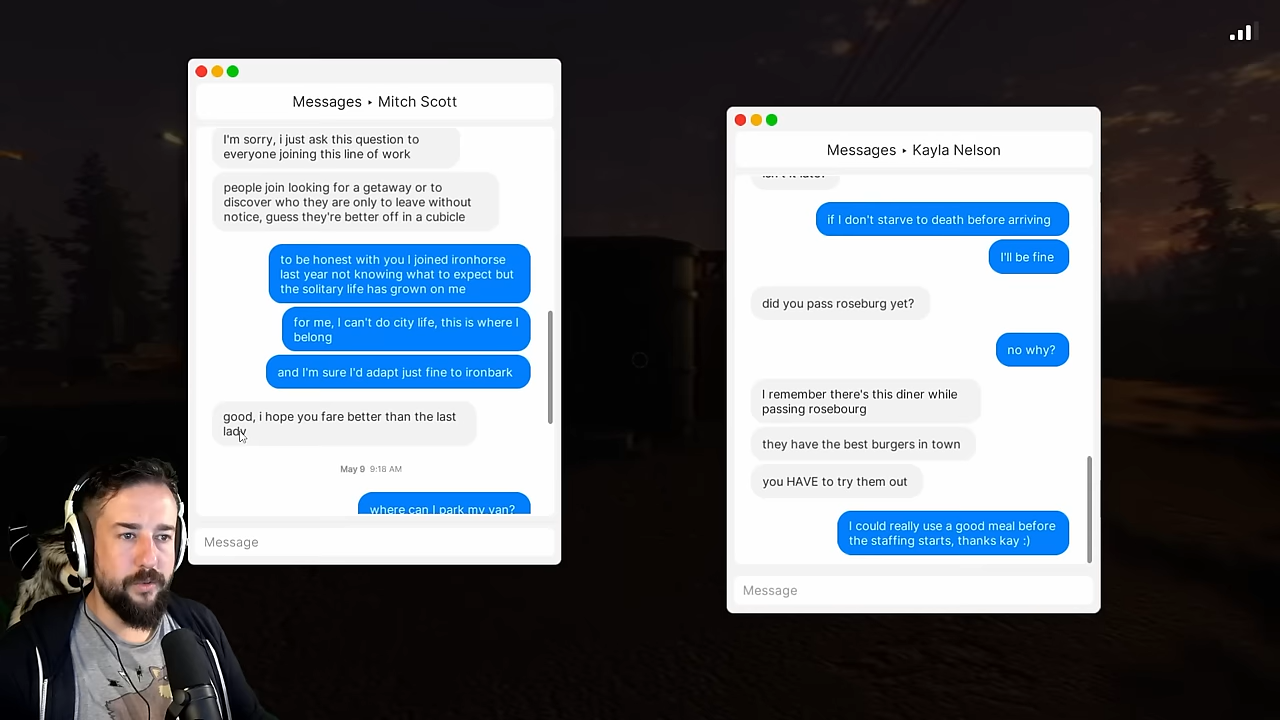 Messages ▸ Mitch Scott
I'm sorry, i just ask this question to
everyone joining this line of work
people join looking for a getaway or to
discover who they are only to leave without
notice, guess they're better off in a cubicle
to be honest with you I joined ironhorse
last year not knowing what to expect but
the solitary life has grown on me
for me, I can't do city life, this is where I
belong
and I'm sure I'd adapt just fine to ironbark
good, i hope you fare better than the last
lady
May 9 9:18 AM
where can I park my van?
Message
Messages ▸ Kayla Nelson
isn't it late?
if I don't starve to death before arriving
I'll be fine
did you pass roseburg yet?
no why?
I remember there's this diner while
passing rosebourg
they have the best burgers in town
you HAVE to try them out
I could really use a good meal before
the staffing starts, thanks kay :)
Message